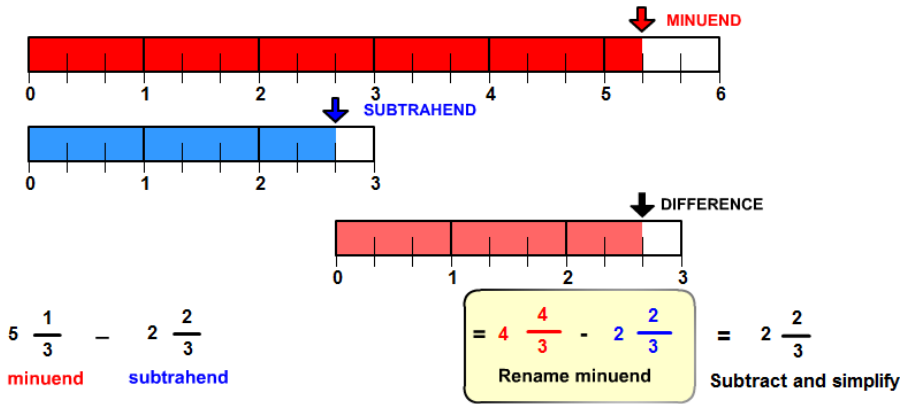 MINUEND
0 1 2 3 4 5 6
SUBTRAHEND
0 1 2 3
DIFFERENCE
0 1 2 3
5 1/3 – 2 2/3 = 4 4/3 - 2 2/3 = 2 2/3
minuend subtrahend Rename minuend Subtract and simplify